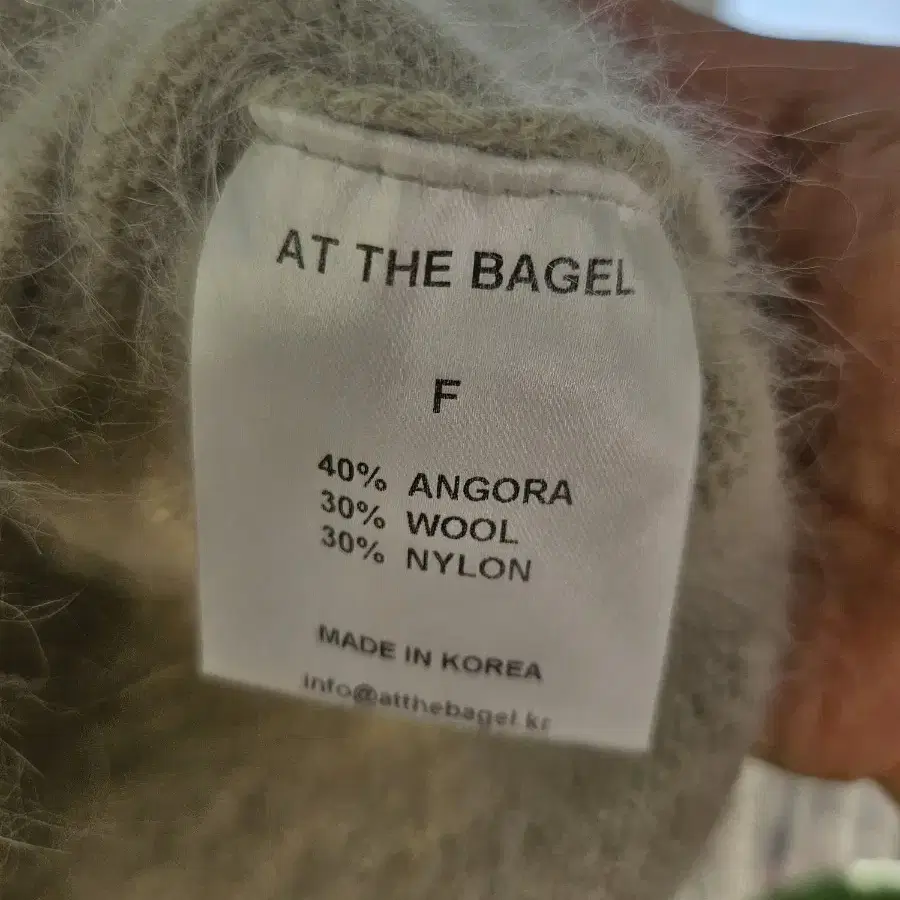 AT THE BAGEL
F
40% ANGORA
30% WOOL
30% NYLON
MADE IN KOREA
info@atthebagel.kr